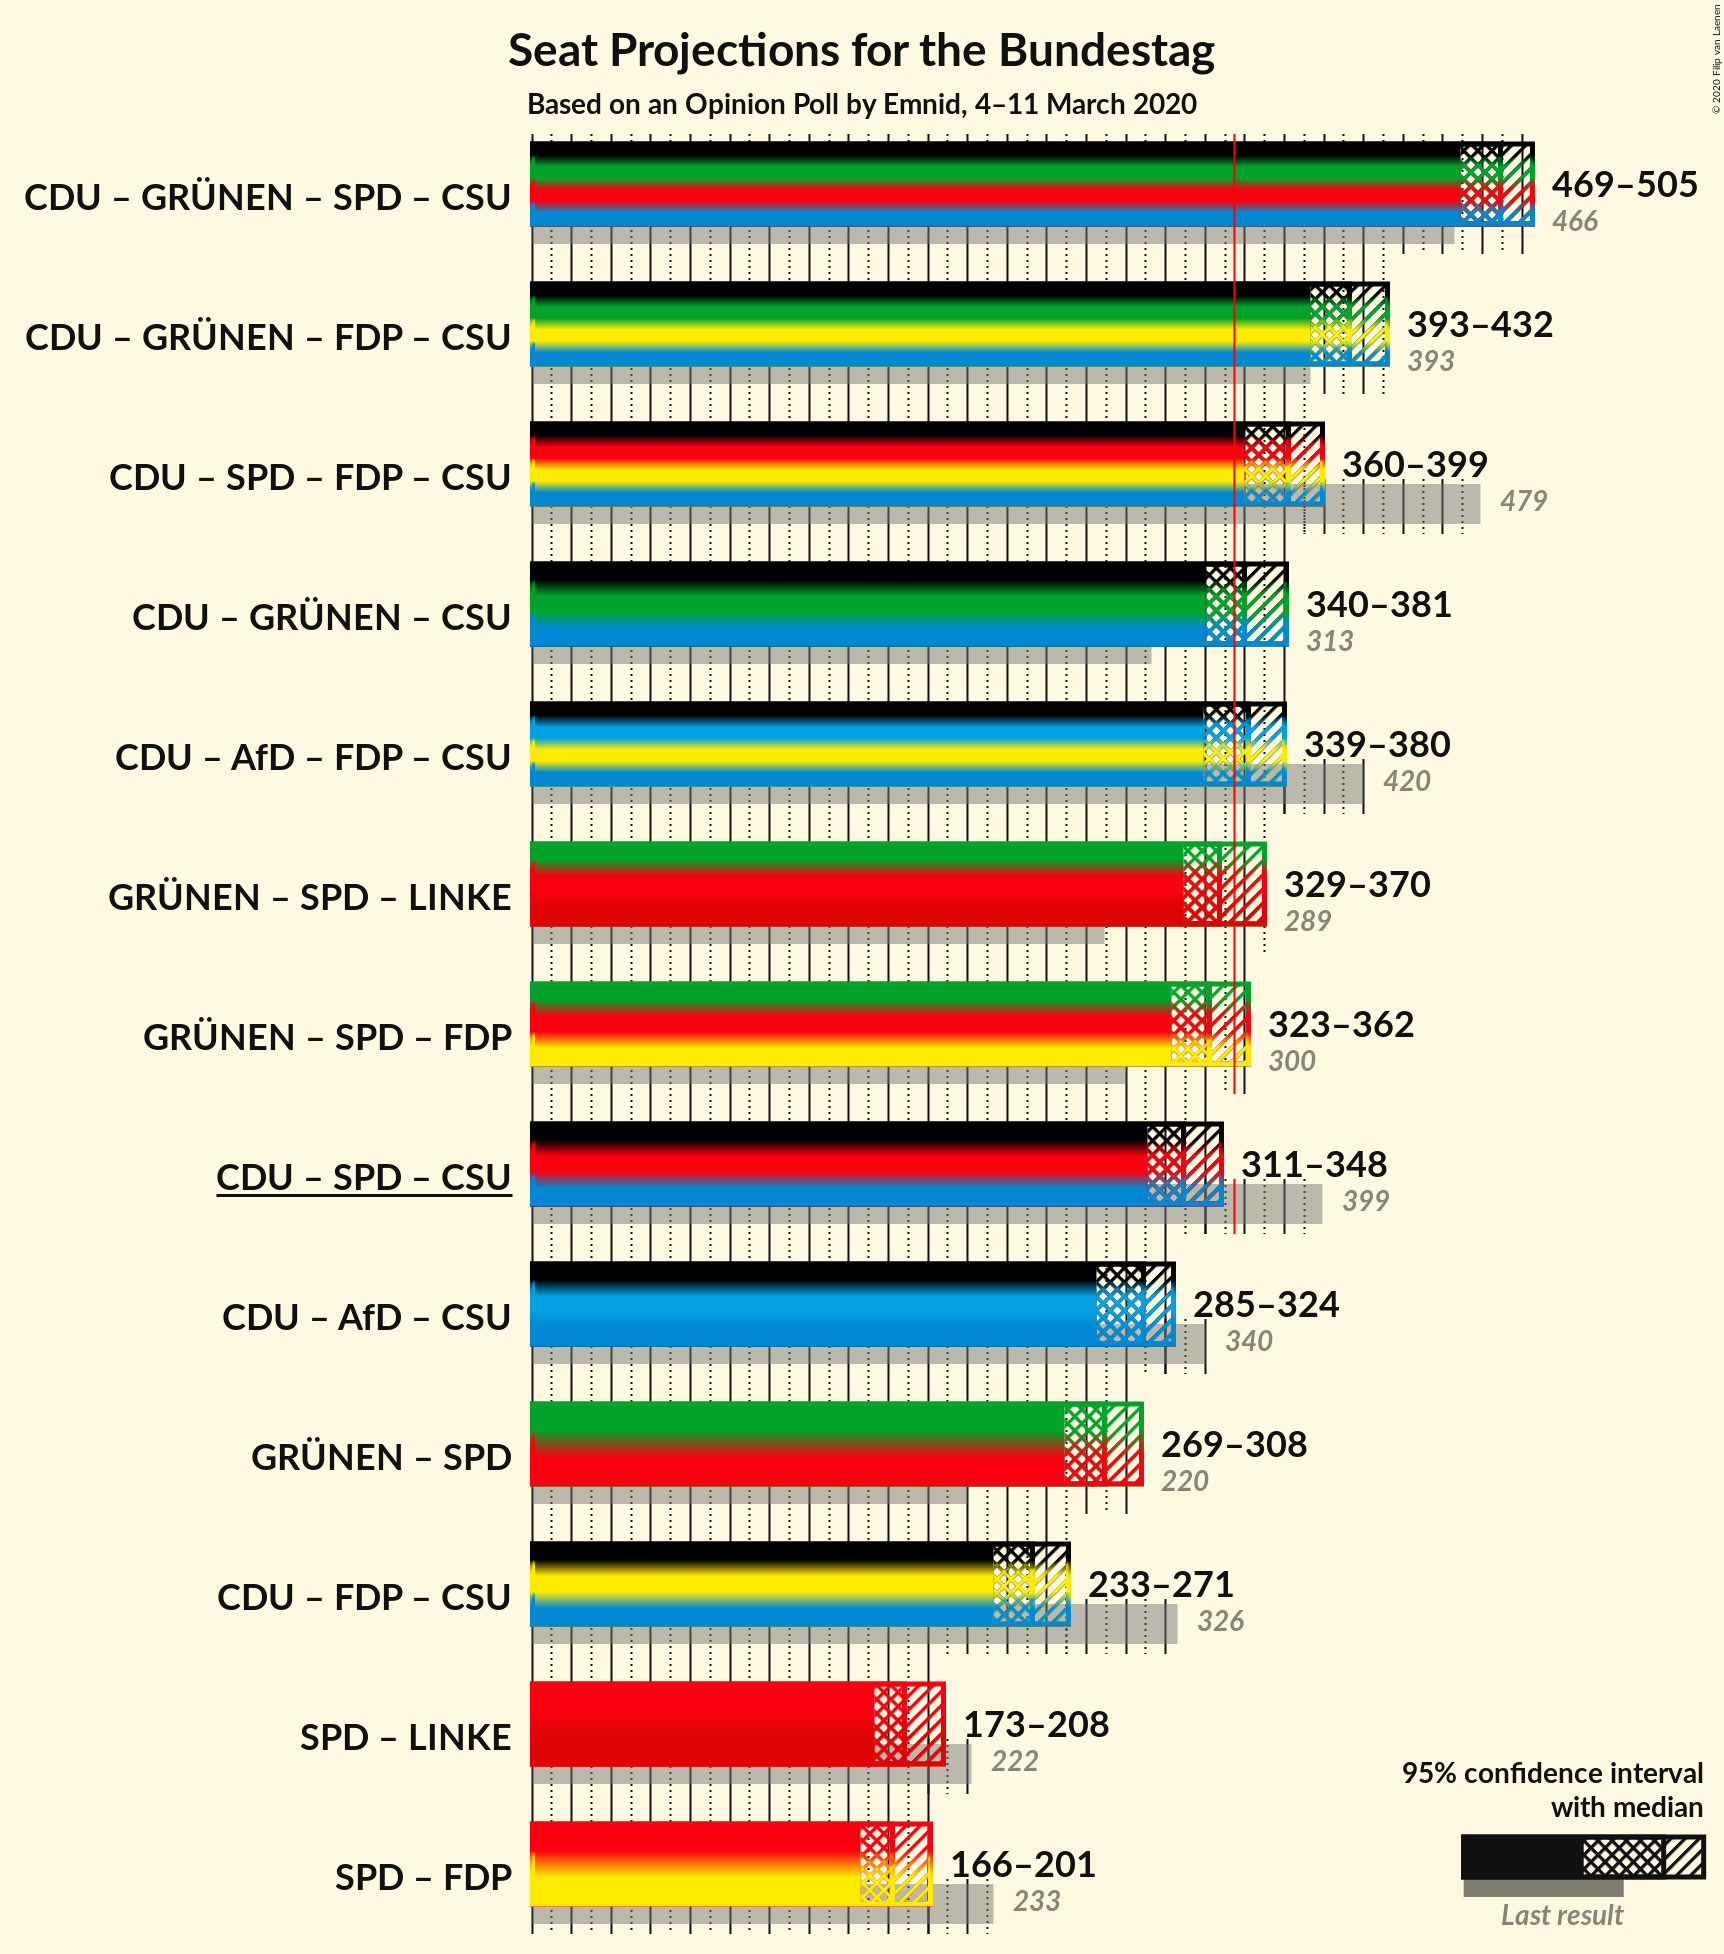 Seat Projections for the Bundestag
Based on an Opinion Poll by Emnid, 4–11 March 2020
© 2020 Filip van Laenen
CDU – GRÜNEN – SPD – CSU
469–505
466
CDU – GRÜNEN – FDP – CSU
393–432
393
CDU – SPD – FDP – CSU
360–399
479
CDU – GRÜNEN – CSU
340–381
313
CDU – AfD – FDP – CSU
339–380
420
GRÜNEN – SPD – LINKE
329–370
289
GRÜNEN – SPD – FDP
323–362
300
CDU – SPD – CSU
311–348
399
CDU – AfD – CSU
285–324
340
GRÜNEN – SPD
269–308
220
CDU – FDP – CSU
233–271
326
SPD – LINKE
173–208
222
SPD – FDP
166–201
233
95% confidence interval
with median
Last result